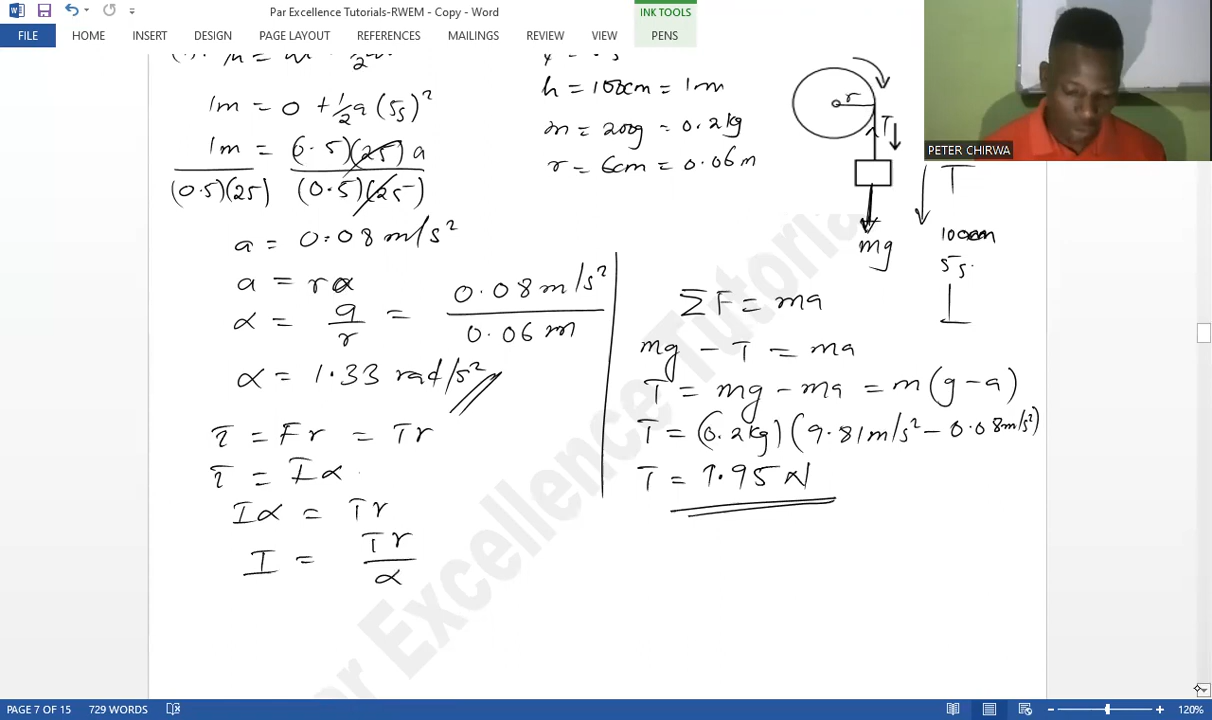 Par Excellence Tutorials-RWEM - Copy - Word
INK TOOLS
FILE HOME INSERT DESIGN PAGE LAYOUT REFERENCES MAILINGS REVIEW VIEW PENS
1m = 0 + 1/2 a (5s)²
1m = (0.5)(25) a
(0.5)(25) (0.5)(25)
a = 0.08 m/s²
a = rα
α = a/r = 0.08 m/s² / 0.06 m
α = 1.33 rad/s²
τ = Fr = Tr
τ = Iα
Iα = Tr
I = Tr/α
h = 100cm = 1m
m = 200g = 0.2kg
r = 6cm = 0.06m
r
T
mg
PETER CHIRWA
T
100cm
5s
ΣF = ma
mg - T = ma
T = mg - ma = m(g - a)
T = (0.2kg)(9.81m/s² - 0.08m/s²)
T = 1.95 N
Par Excellence Tutorial
PAGE 7 OF 15 729 WORDS 120%